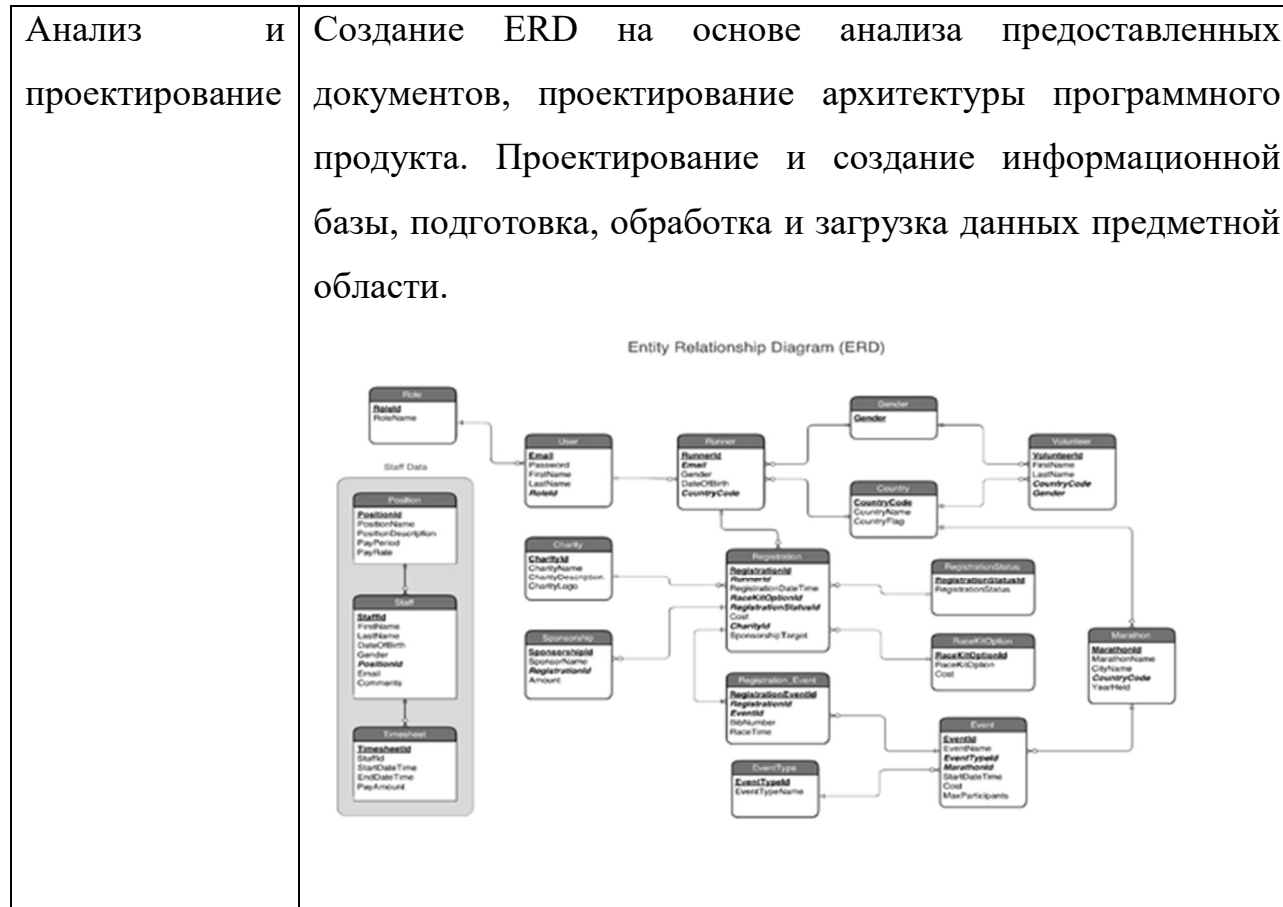 Анализ и
проектирование
Создание ERD на основе анализа предоставленных
документов, проектирование архитектуры программного
продукта. Проектирование и создание информационной
базы, подготовка, обработка и загрузка данных предметной
области.
Entity Relationship Diagram (ERD)
Role
RoleId
RoleName
User
Email
Password
FirstName
LastName
RoleId
Runner
RunnerId
Email
Gender
DateOfBirth
CountryCode
Gender
Gender
Volunteer
VolunteerId
FirstName
LastName
CountryCode
Gender
Country
CountryCode
CountryName
CountryFlag
Staff Data
Position
PositionId
PositionName
PositionDescription
PayPeriod
PayRate
Staff
StaffId
FirstName
LastName
DateOfBirth
Gender
PositionId
Email
Comments
Timesheet
TimesheetId
StaffId
StartDateTime
EndDateTime
PayAmount
Charity
CharityId
CharityName
CharityDescription
CharityLogo
Sponsorship
SponsorshipId
SponsorName
RegistrationId
Amount
Registration
RegistrationId
RunnerId
RegistrationDateTime
RaceKitOptionId
RegistrationStatusId
Cost
CharityId
SponsorshipTarget
RegistrationStatus
RegistrationStatusId
RegistrationStatus
RaceKitOption
RaceKitOptionId
RaceKitOption
Cost
Marathon
MarathonId
MarathonName
CityName
CountryCode
YearHeld
Registration_Event
RegistrationEventId
RegistrationId
EventId
BibNumber
RaceTime
EventType
EventTypeId
EventTypeName
Event
EventId
EventName
EventTypeId
MarathonId
StartDateTime
Cost
MaxParticipants